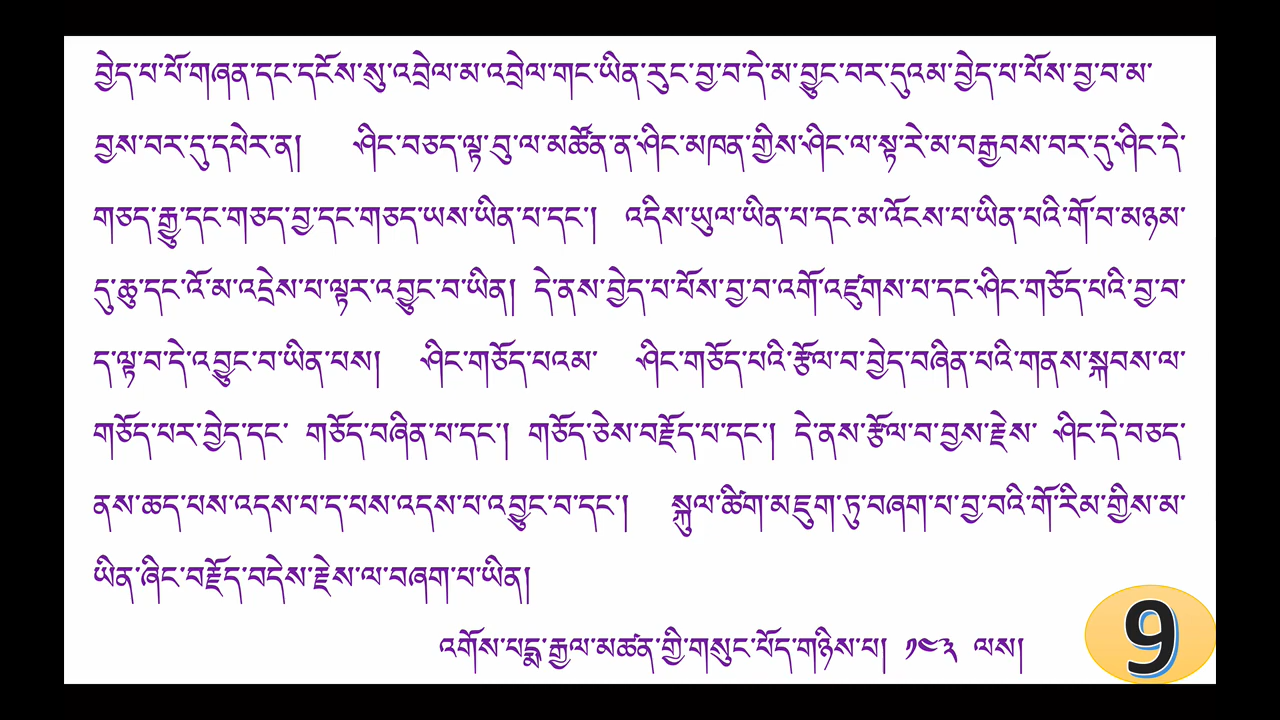 བྱེད་པ་པོ་གཞན་དང་དངོས་སུ་འབྲེལ་མ་འབྲེལ་གང་ཡིན་རུང་བྱ་བ་དེ་མ་བྱུང་བར་དུའམ་བྱེད་པ་པོས་བྱ་བ་མ་
བྱས་བར་དུ་དཔེར་ན། ཤིང་བཅད་ལྟ་བུ་ལ་མཚོན་ན་ཤིང་མཁན་གྱིས་ཤིང་ལ་སྟ་རེ་མ་བརྒྱབས་བར་དུ་ཤིང་དེ་
གཅད་རྒྱུ་དང་གཅད་བྱ་དང་གཅད་ཡས་ཡིན་པ་དང་། འདིས་ཡུལ་ཡིན་པ་དང་མ་འོངས་པ་ཡིན་པའི་གོ་བ་མཉམ་
དུ་ཆུ་དང་འོ་མ་འདྲེས་པ་ལྟར་འབྱུང་བ་ཡིན། དེ་ནས་བྱེད་པ་པོས་བྱ་བ་འགོ་འཛུགས་པ་དང་ཤིང་གཅོད་པའི་བྱ་བ་
ད་ལྟ་བ་དེ་འབྱུང་བ་ཡིན་པས། ཤིང་གཅོད་པའམ་ ཤིང་གཅོད་པའི་རྩོལ་བ་བྱེད་བཞིན་པའི་གནས་སྐབས་ལ་
གཅོད་པར་བྱེད་དང་ གཅོད་བཞིན་པ་དང་། གཅོད་ཅེས་བརྗོད་པ་དང་། དེ་ནས་རྩོལ་བ་བྱས་རྗེས་ ཤིང་དེ་བཅད་
ནས་ཆད་པས་འདས་པ་ད་པས་འདས་པ་འབྱུང་བ་དང་། སྐུལ་ཚིག་མཇུག་ཏུ་བཞག་པ་བྱ་བའི་གོ་རིམ་གྱིས་མ་
ཡིན་ཞིང་བརྗོད་བདེས་རྗེས་ལ་བཞག་པ་ཡིན།
འགོས་པདྨ་རྒྱལ་མཚན་གྱི་གསུང་པོད་གཉིས་པ། ༡༤༣ ལས།
9